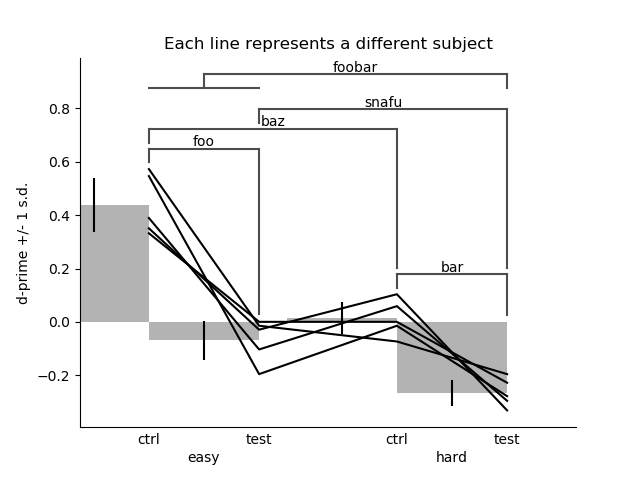 Each line represents a different subject
foobar
snafu
baz
foo
bar
d-prime +/- 1 s.d.
0.8
0.6
0.4
0.2
0.0
−0.2
ctrl test ctrl test
easy hard